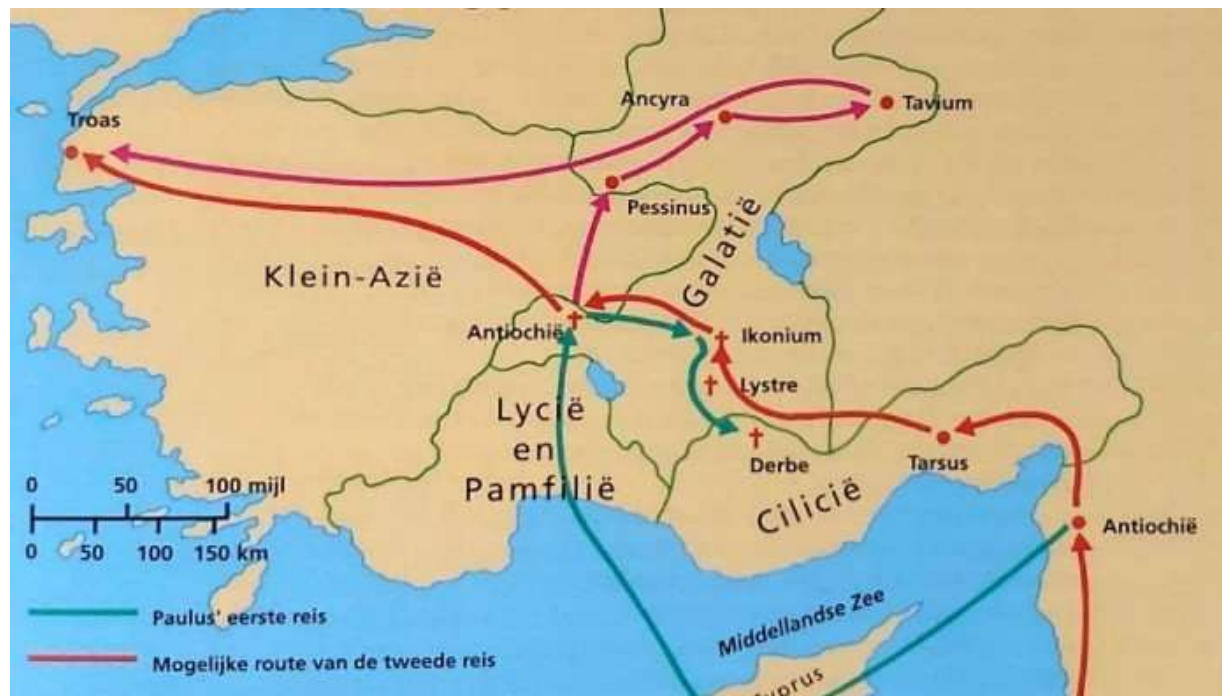 Troas
Ancyra
Tavium
Pessinus
Galatië
Klein-Azië
Antiochië
Ikonium
Lystre
Lycië
en
Pamfilië
Derbe
Tarsus
Cilicië
Antiochië
0 50 100 mijl
0 50 100 150 km
Middellandse Zee
Paulus' eerste reis
Mogelijke route van de tweede reis